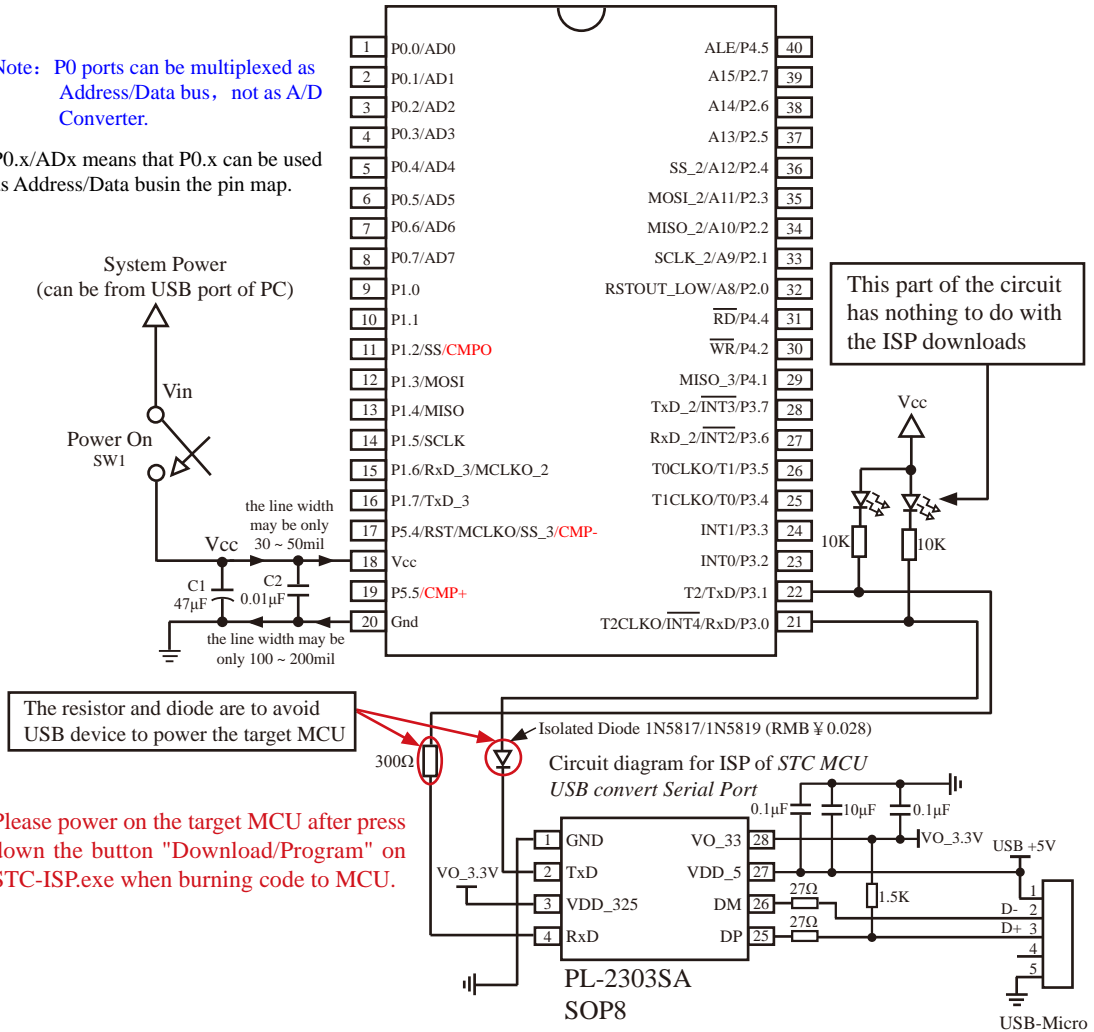 Note：P0 ports can be multiplexed as
Address/Data bus，not as A/D
Converter.
P0.x/ADx means that P0.x can be used
as Address/Data busin the pin map.
System Power
(can be from USB port of PC)
Vin
Power On
SW1
the line width
may be only
30 ~ 50mil
Vcc
C1
47μF
C2
0.01μF
the line width may be
only 100 ~ 200mil
1 P0.0/AD0
2 P0.1/AD1
3 P0.2/AD2
4 P0.3/AD3
5 P0.4/AD4
6 P0.5/AD5
7 P0.6/AD6
8 P0.7/AD7
9 P1.0
10 P1.1
11 P1.2/SS/CMPO
12 P1.3/MOSI
13 P1.4/MISO
14 P1.5/SCLK
15 P1.6/RxD_3/MCLKO_2
16 P1.7/TxD_3
17 P5.4/RST/MCLKO/SS_3/CMP-
18 Vcc
19 P5.5/CMP+
20 Gnd
ALE/P4.5 40
A15/P2.7 39
A14/P2.6 38
A13/P2.5 37
SS_2/A12/P2.4 36
MOSI_2/A11/P2.3 35
MISO_2/A10/P2.2 34
SCLK_2/A9/P2.1 33
RSTOUT_LOW/A8/P2.0 32
RD/P4.4 31
WR/P4.2 30
MISO_3/P4.1 29
TxD_2/INT3/P3.7 28
RxD_2/INT2/P3.6 27
T0CLKO/T1/P3.5 26
T1CLKO/T0/P3.4 25
INT1/P3.3 24
INT0/P3.2 23
T2/TxD/P3.1 22
T2CLKO/INT4/RxD/P3.0 21
This part of the circuit
has nothing to do with
the ISP downloads
Vcc
10K
10K
The resistor and diode are to avoid
USB device to power the target MCU
300Ω
Isolated Diode 1N5817/1N5819 (RMB￥0.028)
Circuit diagram for ISP of STC MCU
USB convert Serial Port
Please power on the target MCU after press
down the button "Download/Program" on
STC-ISP.exe when burning code to MCU.
0.1μF
10μF
0.1μF
VO_3.3V
VO_3.3V
USB +5V
1 GND
2 TxD
3 VDD_325
4 RxD
VO_33 28
VDD_5 27
DM 26
DP 25
27Ω
27Ω
1.5K
1
D- 2
D+ 3
4
5
PL-2303SA
SOP8
USB-Micro